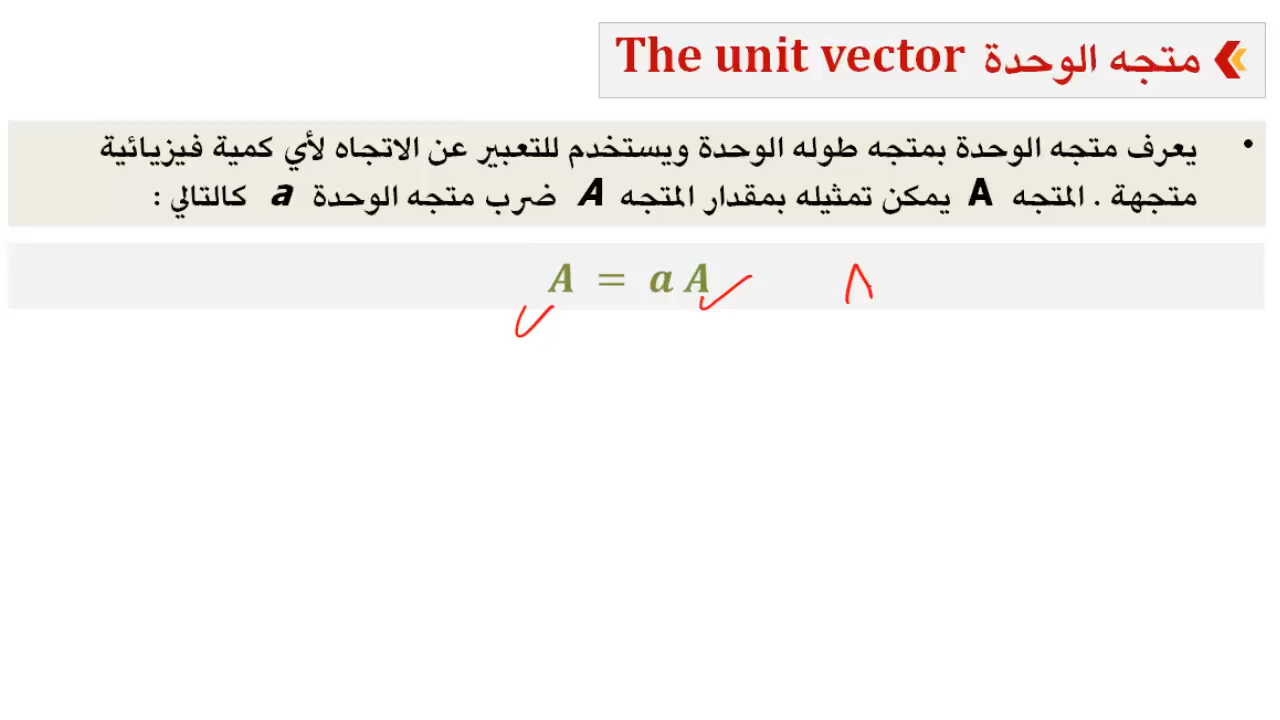 متجه الوحدة The unit vector
• يعرف متجه الوحدة بمتجه طوله الوحدة ويستخدم للتعبير عن الاتجاه لأي كمية فيزيائية
متجهة . المتجه A يمكن تمثيله بمقدار المتجه A ضرب متجه الوحدة a كالتالي :
A = a A